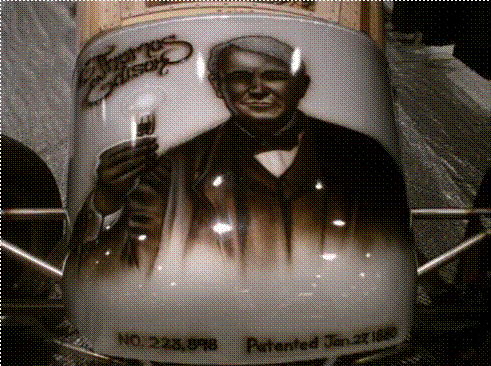 Thomas
Edison
NO. 223,898 Patented Jan. 27, 1880